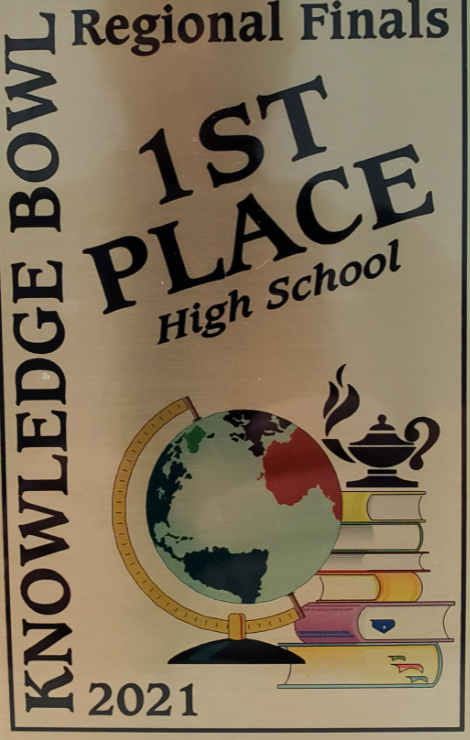 KNOWLEDGE BOWL
Regional Finals
1ST
PLACE
High School
2021